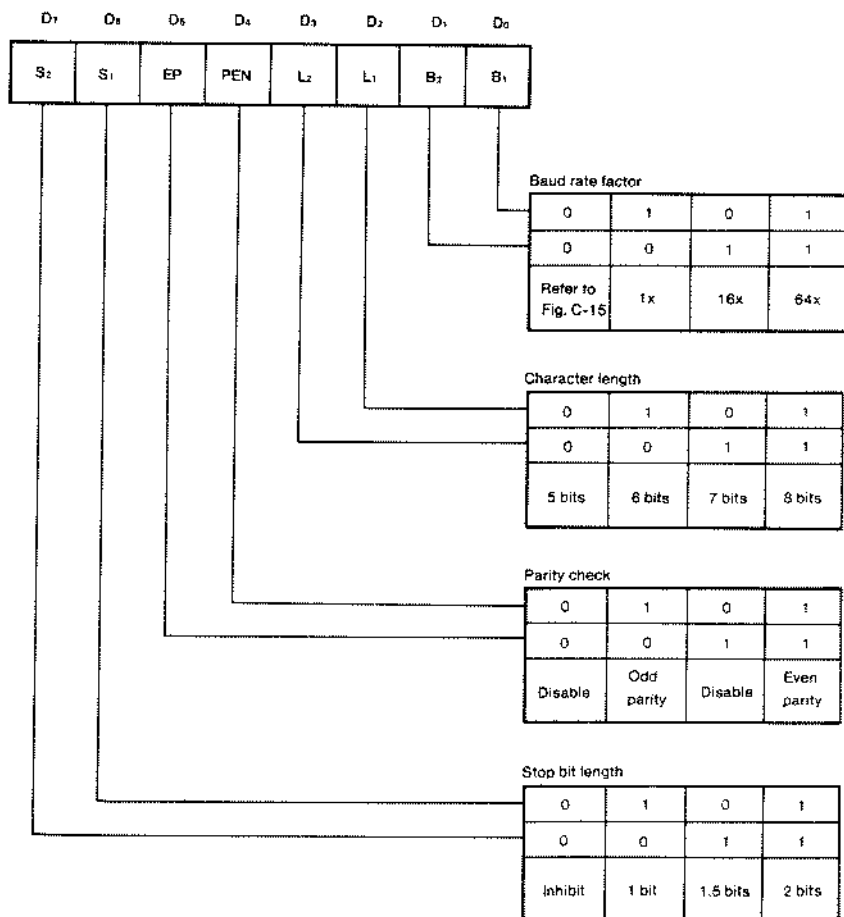 D₇ D₆ D₅ D₄ D₃ D₂ D₁ D₀
S₂ S₁ EP PEN L₂ L₁ B₂ B₁
Baud rate factor
0 1 0 1
0 0 1 1
Refer to Fig. C-15 1x 16x 64x
Character length
0 1 0 1
0 0 1 1
5 bits 6 bits 7 bits 8 bits
Parity check
0 1 0 1
0 0 1 1
Disable Odd parity Disable Even parity
Stop bit length
0 1 0 1
0 0 1 1
Inhibit 1 bit 1.5 bits 2 bits